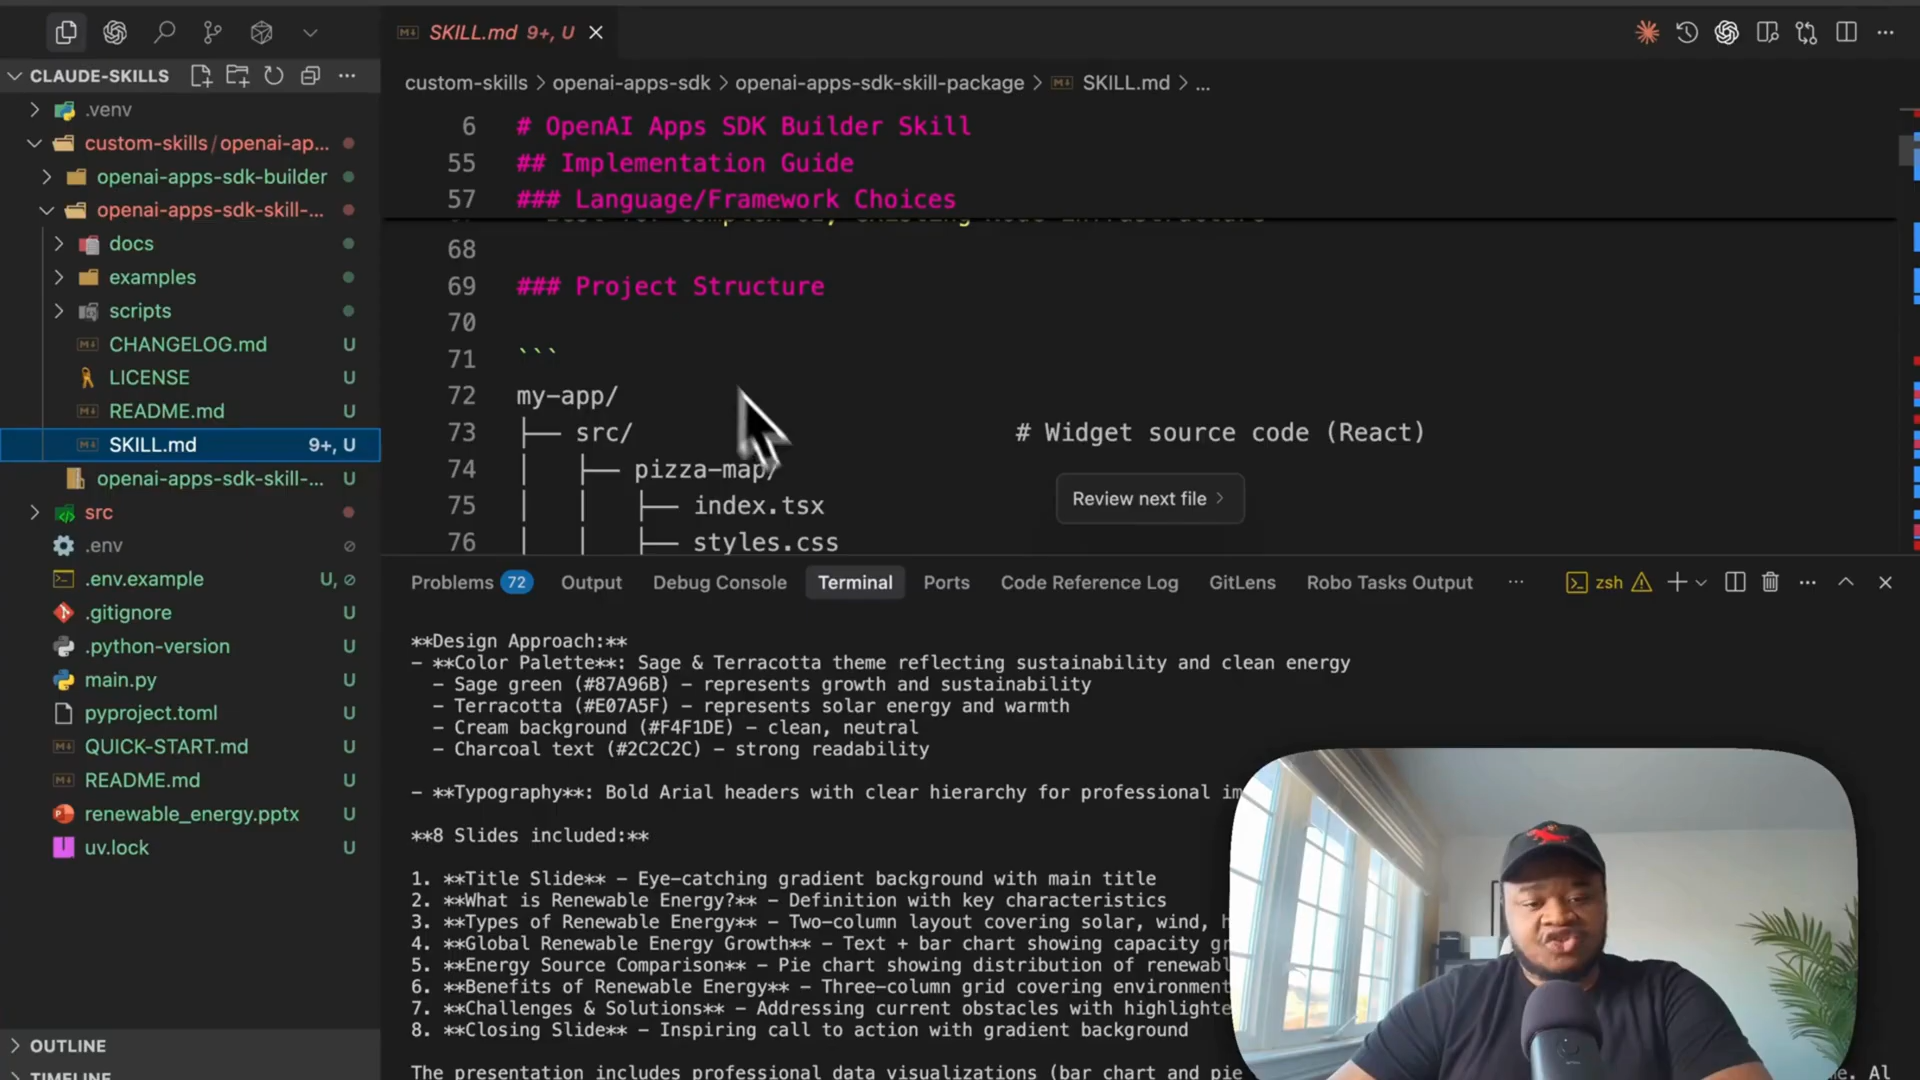 CLAUDE-SKILLS
.venv
custom-skills/openai-ap...
openai-apps-sdk-builder
openai-apps-sdk-skill-...
docs
examples
scripts
CHANGELOG.md U
LICENSE U
README.md U
SKILL.md 9+, U
openai-apps-sdk-skill-... U
src
.env
.env.example U,
.gitignore U
.python-version U
main.py U
pyproject.toml U
QUICK-START.md U
README.md U
renewable_energy.pptx U
uv.lock U
OUTLINE
TIMELINE
SKILL.md 9+, U
custom-skills > openai-apps-sdk > openai-apps-sdk-skill-package > SKILL.md > ...
6 # OpenAI Apps SDK Builder Skill
55 ## Implementation Guide
57 ### Language/Framework Choices
68
69 ### Project Structure
70
71 ```
72 my-app/
73 ├── src/ # Widget source code (React)
74 │ ├── pizza-map/
75 │ │ ├── index.tsx
76 │ │ ├── styles.css
Review next file >
Problems 72 Output Debug Console Terminal Ports Code Reference Log GitLens Robo Tasks Output ... zsh
**Design Approach:**
- **Color Palette**: Sage & Terracotta theme reflecting sustainability and clean energy
- Sage green (#87A96B) - represents growth and sustainability
- Terracotta (#E07A5F) - represents solar energy and warmth
- Cream background (#F4F1DE) - clean, neutral
- Charcoal text (#2C2C2C) - strong readability
- **Typography**: Bold Arial headers with clear hierarchy for professional im
**8 Slides included:**
1. **Title Slide** - Eye-catching gradient background with main title
2. **What is Renewable Energy?** - Definition with key characteristics
3. **Types of Renewable Energy** - Two-column layout covering solar, wind, h
4. **Global Renewable Energy Growth** - Text + bar chart showing capacity gr
5. **Energy Source Comparison** - Pie chart showing distribution of renewabl
6. **Benefits of Renewable Energy** - Three-column grid covering environment
7. **Challenges & Solutions** - Addressing current obstacles with highlighte
8. **Closing Slide** - Inspiring call to action with gradient background
The presentation includes professional data visualizations (bar chart and pie